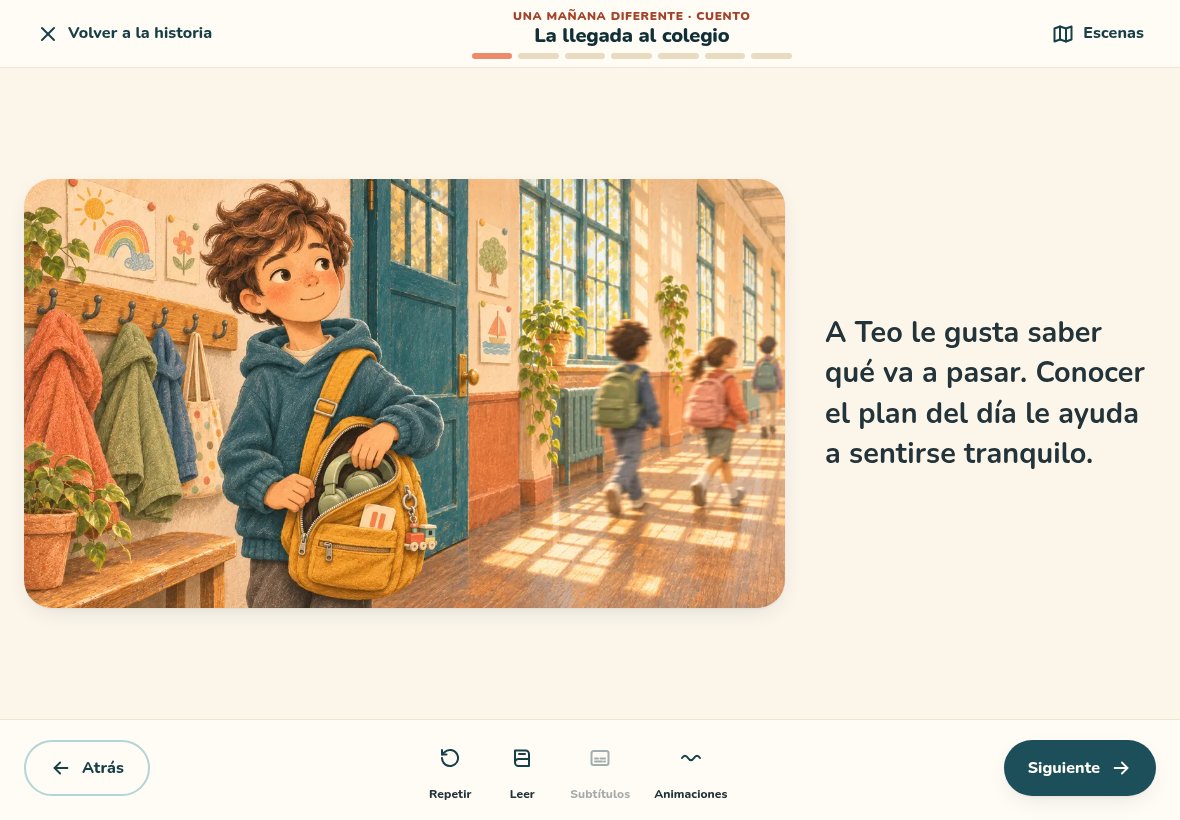 Volver a la historia
UNA MAÑANA DIFERENTE · CUENTO
La llegada al colegio
Escenas
A Teo le gusta saber
qué va a pasar. Conocer
el plan del día le ayuda
a sentirse tranquilo.
Atrás
Repetir
Leer
Subtítulos
Animaciones
Siguiente